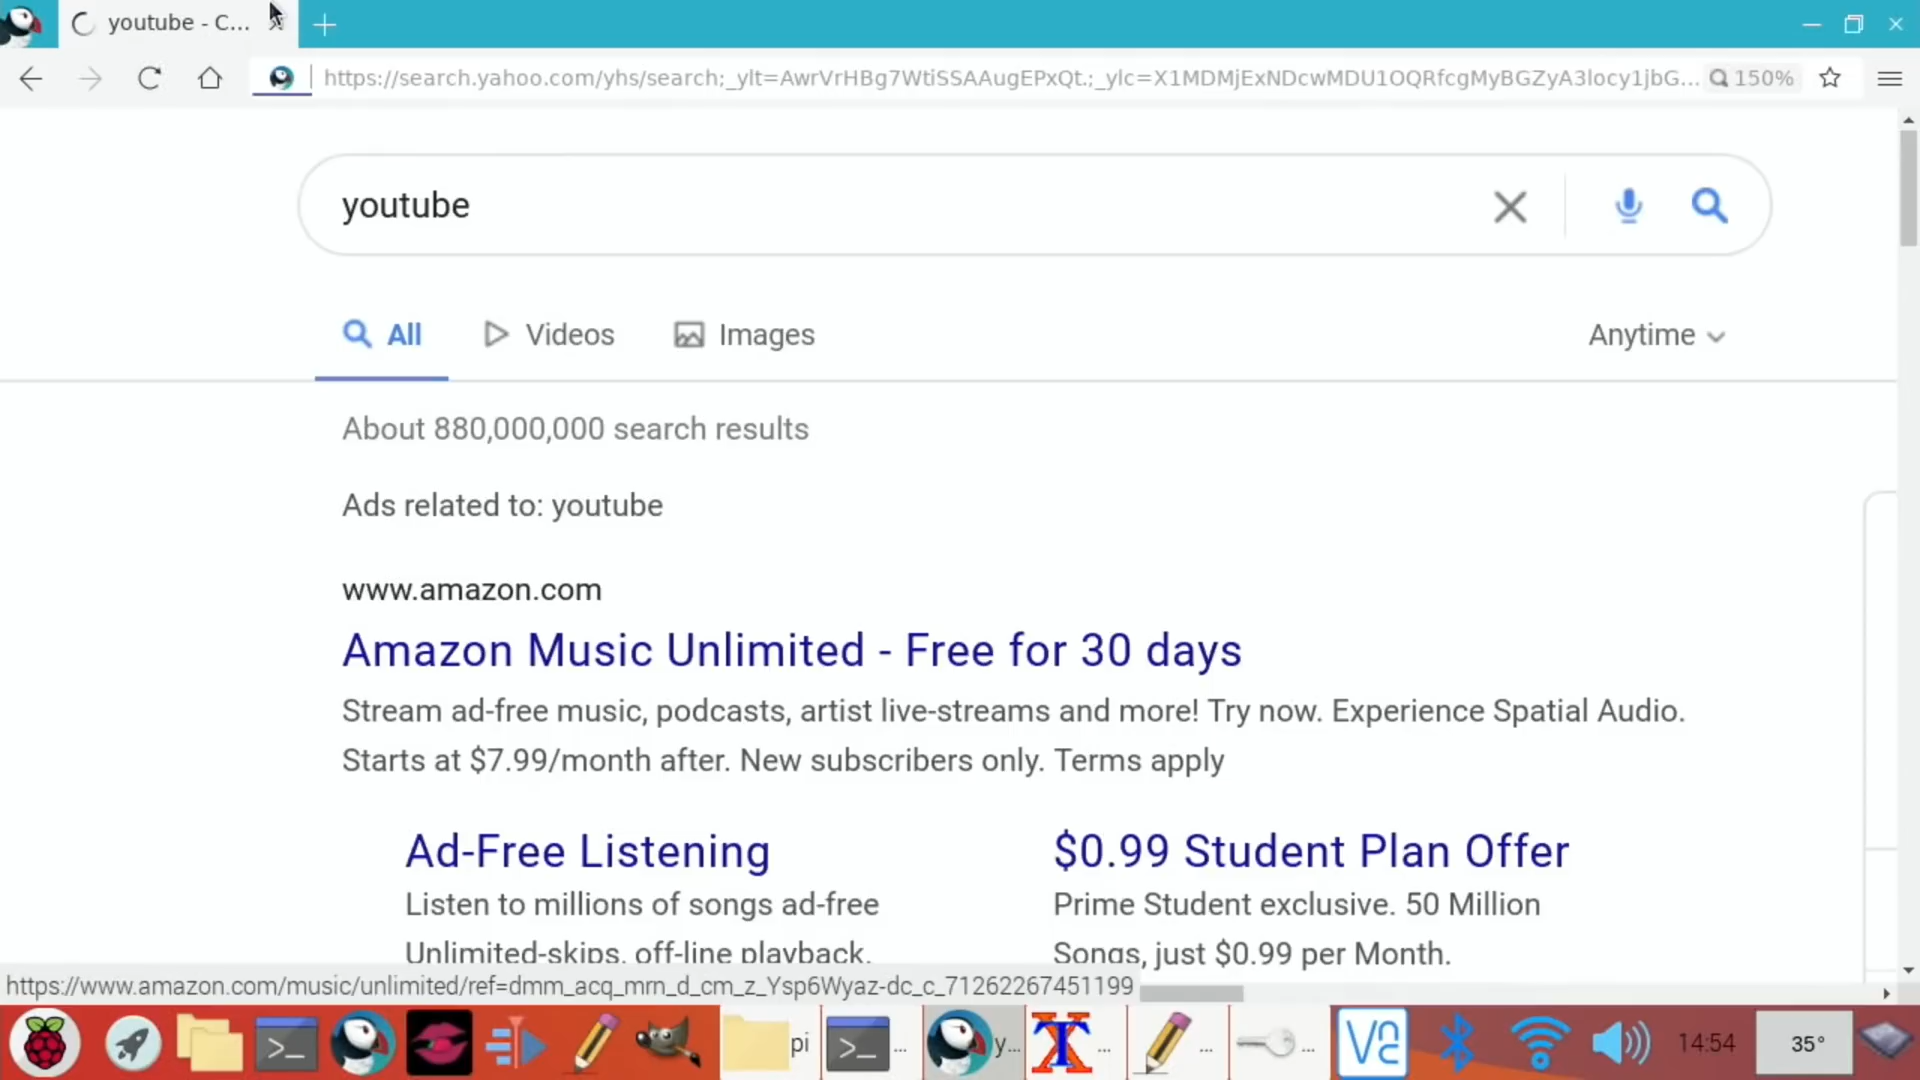 youtube - C...
https://search.yahoo.com/yhs/search;_ylt=AwrVrHBg7WtiSSAAugEPxQt.;_ylc=X1MDMjExNDcwMDU1OQRfcgMyBGZyA3locy1jbG...
150%
youtube
All
Videos
Images
Anytime
About 880,000,000 search results
Ads related to: youtube
www.amazon.com
Amazon Music Unlimited - Free for 30 days
Stream ad-free music, podcasts, artist live-streams and more! Try now. Experience Spatial Audio.
Starts at $7.99/month after. New subscribers only. Terms apply
Ad-Free Listening
Listen to millions of songs ad-free
Unlimited-skips, off-line playback.
$0.99 Student Plan Offer
Prime Student exclusive. 50 Million
Songs, just $0.99 per Month.
https://www.amazon.com/music/unlimited/ref=dmm_acq_mrn_d_cm_z_Ysp6Wyaz-dc_c_71262267451199
>_
pi
>_ ...
y...
...
...
...
14:54
35°